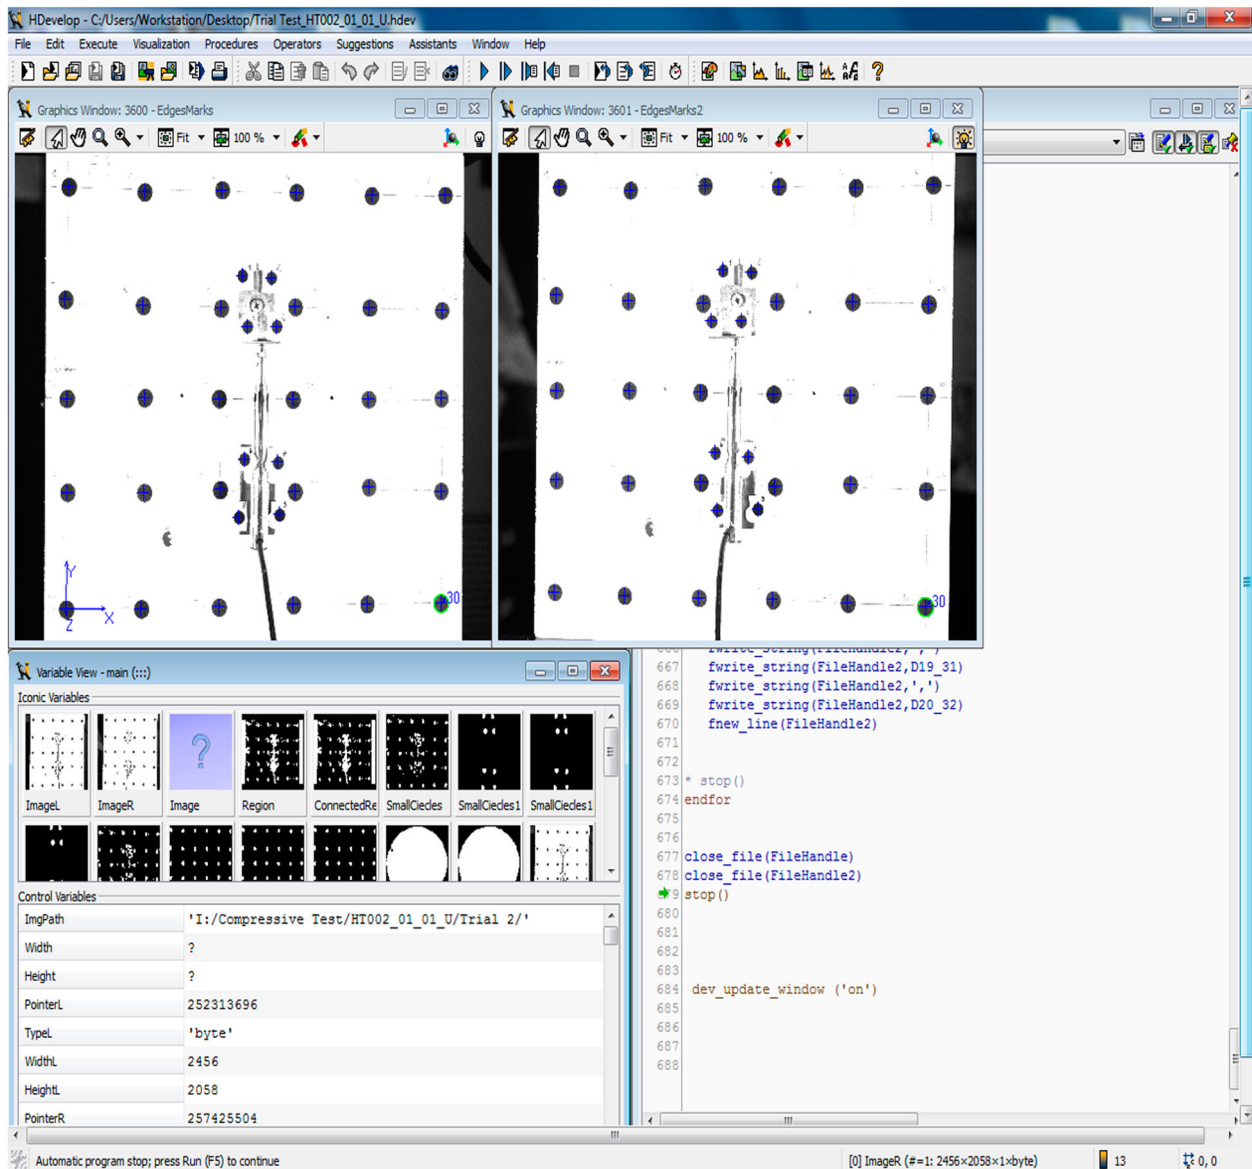 HDevelop - C:/Users/Workstation/Desktop/Trial Test_HT002_01_01_U.hdev
File Edit Execute Visualization Procedures Operators Suggestions Assistants Window Help
Graphics Window: 3600 - EdgesMarks
Graphics Window: 3601 - EdgesMarks2
Fit 100 %
Fit 100 %
Y
X
Z
30
30
fwrite_string(FileHandle2,',')
667 fwrite_string(FileHandle2,D19_31)
668 fwrite_string(FileHandle2,',')
669 fwrite_string(FileHandle2,D20_32)
670 fnew_line(FileHandle2)
671
672
673 * stop()
674 endfor
675
676
677 close_file(FileHandle)
678 close_file(FileHandle2)
79 stop()
680
681
682
683
684 dev_update_window ('on')
685
686
687
688
Variable View - main (:::)
Iconic Variables
?
ImageL ImageR Image Region ConnectedRe SmallCiecles SmallCiecles1 SmallCiecles1
Control Variables
ImgPath 'I:/Compressive Test/HT002_01_01_U/Trial 2/'
Width ?
Height ?
PointerL 252313696
TypeL 'byte'
WidthL 2456
HeightL 2058
PointerR 257425504
Automatic program stop; press Run (F5) to continue
[0] ImageR (#=1: 2456×2058×1×byte)
13
0, 0